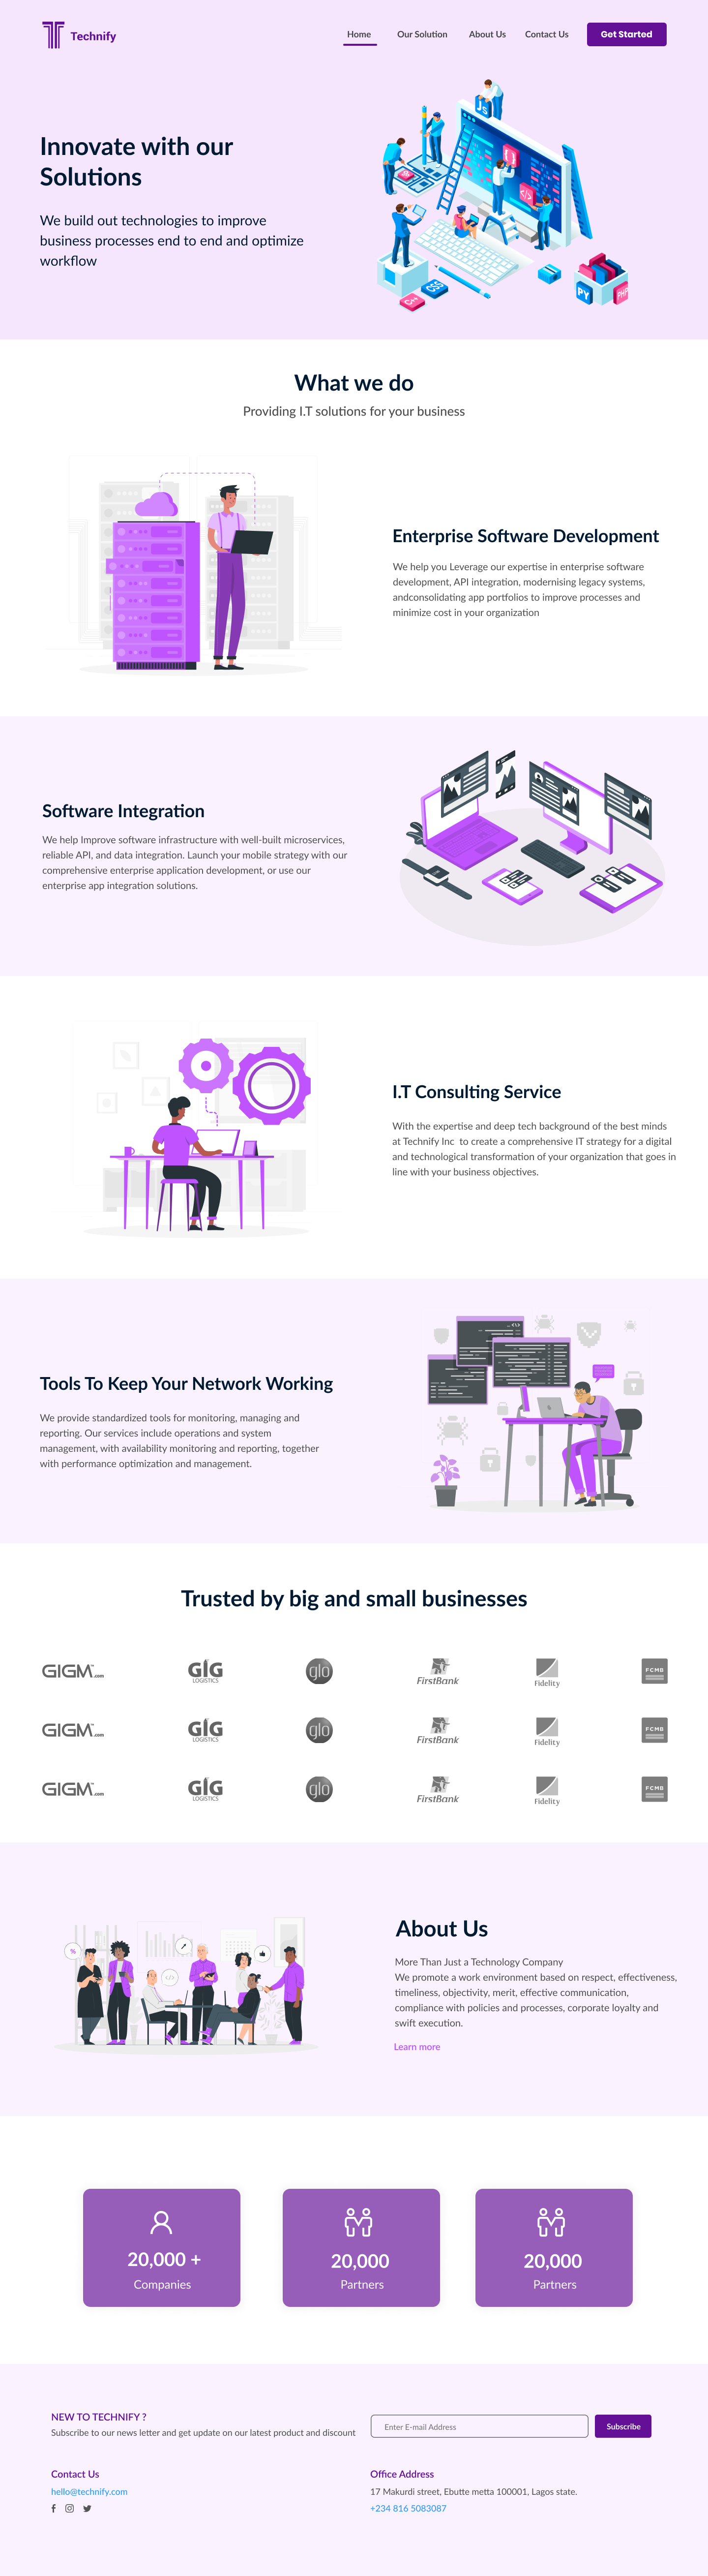 Technify
Home
Our Solution
About Us
Contact Us
Get Started
Innovate with our
Solutions
We build out technologies to improve
business processes end to end and optimize
workflow
JS
</>
C++
CSS
PY
PHP
What we do
Providing I.T solutions for your business
Enterprise Software Development
We help you Leverage our expertise in enterprise software
development, API integration, modernising legacy systems,
andconsolidating app portfolios to improve processes and
minimize cost in your organization
Software Integration
We help Improve software infrastructure with well-built microservices,
reliable API, and data integration. Launch your mobile strategy with our
comprehensive enterprise application development, or use our
enterprise app integration solutions.
I.T Consulting Service
With the expertise and deep tech background of the best minds
at Technify Inc to create a comprehensive IT strategy for a digital
and technological transformation of your organization that goes in
line with your business objectives.
Tools To Keep Your Network Working
We provide standardized tools for monitoring, managing and
reporting. Our services include operations and system
management, with availability monitoring and reporting, together
with performance optimization and management.
Trusted by big and small businesses
GIGM.com
GIG LOGISTICS
glo
FirstBank
Fidelity
FCMB
GIGM.com
GIG LOGISTICS
glo
FirstBank
Fidelity
FCMB
GIGM.com
GIG LOGISTICS
glo
FirstBank
Fidelity
FCMB
%
</>
About Us
More Than Just a Technology Company
We promote a work environment based on respect, effectiveness,
timeliness, objectivity, merit, effective communication,
compliance with policies and processes, corporate loyalty and
swift execution.
Learn more
20,000 +
Companies
20,000
Partners
20,000
Partners
NEW TO TECHNIFY ?
Subscribe to our news letter and get update on our latest product and discount
Enter E-mail Address
Subscribe
Contact Us
hello@technify.com
Office Address
17 Makurdi street, Ebutte metta 100001, Lagos state.
+234 816 5083087